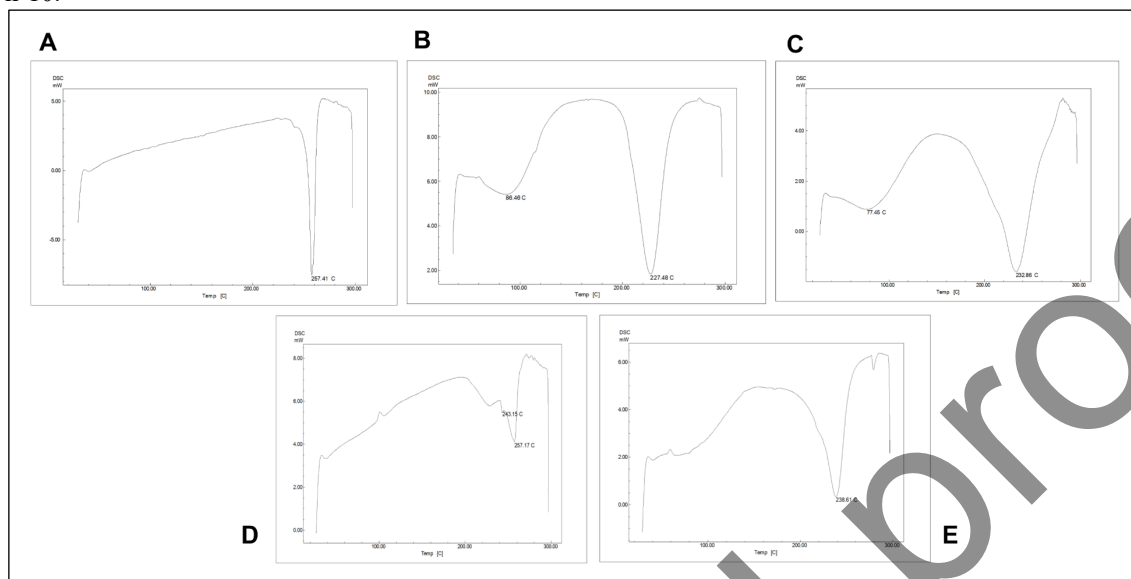 A
DSC
mW
5.00
0.00
-5.00
257.41 C
100.00 200.00 300.00
Temp [C]
B
DSC
mW
10.00
8.00
6.00
4.00
2.00
86.46 C
227.48 C
100.00 200.00 300.00
Temp [C]
C
DSC
mW
4.00
2.00
0.00
77.45 C
232.86 C
100.00 200.00 300.00
Temp [C]
D
DSC
mW
8.00
6.00
4.00
2.00
0.00
243.15 C
257.17 C
100.00 200.00 300.00
Temp [C]
E
DSC
mW
6.00
4.00
2.00
0.00
238.61 C
100.00 200.00 300.00
Temp [C]